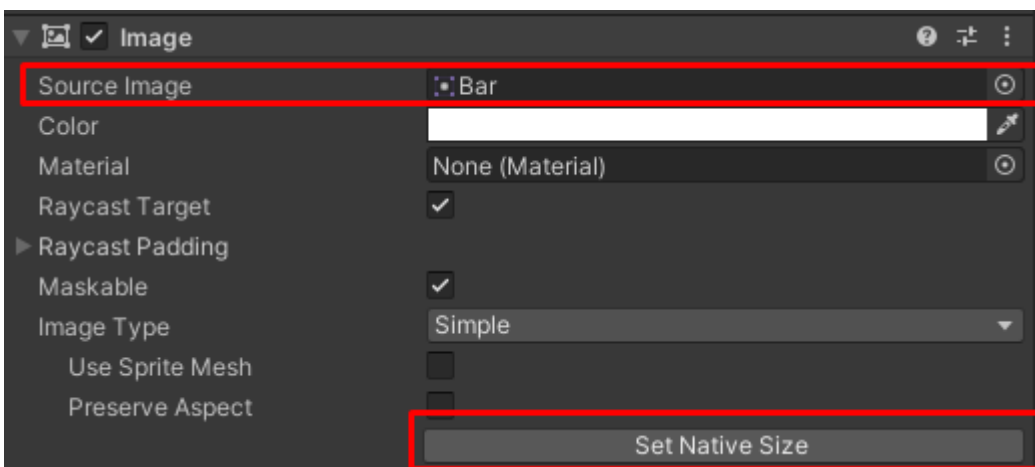 Image
Source Image Bar
Color
Material None (Material)
Raycast Target
Raycast Padding
Maskable
Image Type Simple
Use Sprite Mesh
Preserve Aspect
Set Native Size